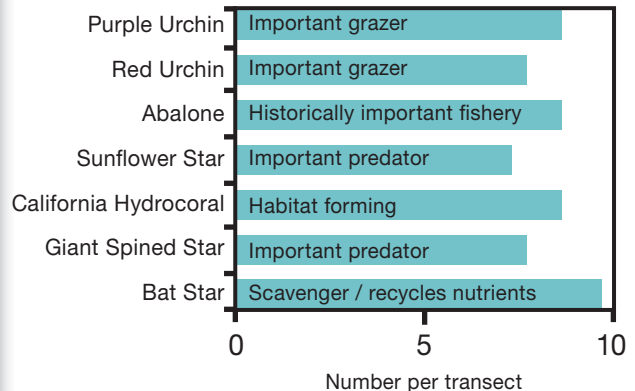 Purple Urchin Important grazer
Red Urchin Important grazer
Abalone Historically important fishery
Sunflower Star Important predator
California Hydrocoral Habitat forming
Giant Spined Star Important predator
Bat Star Scavenger / recycles nutrients
0 5 10
Number per transect